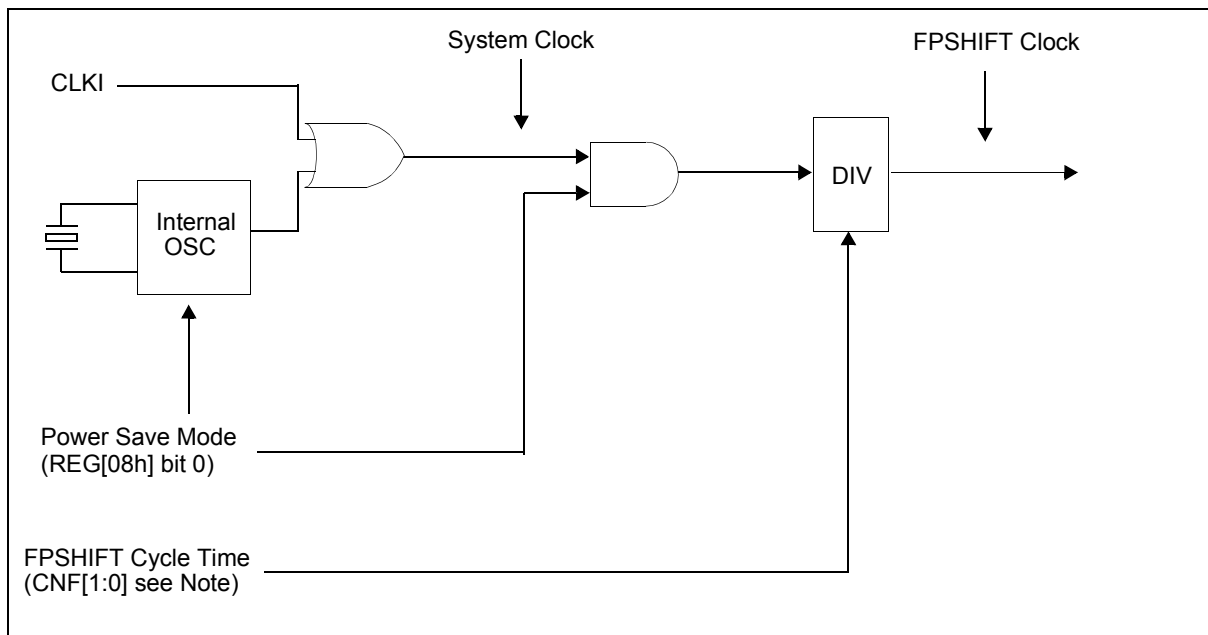 System Clock
FPSHIFT Clock
CLKI
Internal
OSC
DIV
Power Save Mode
(REG[08h] bit 0)
FPSHIFT Cycle Time
(CNF[1:0] see Note)